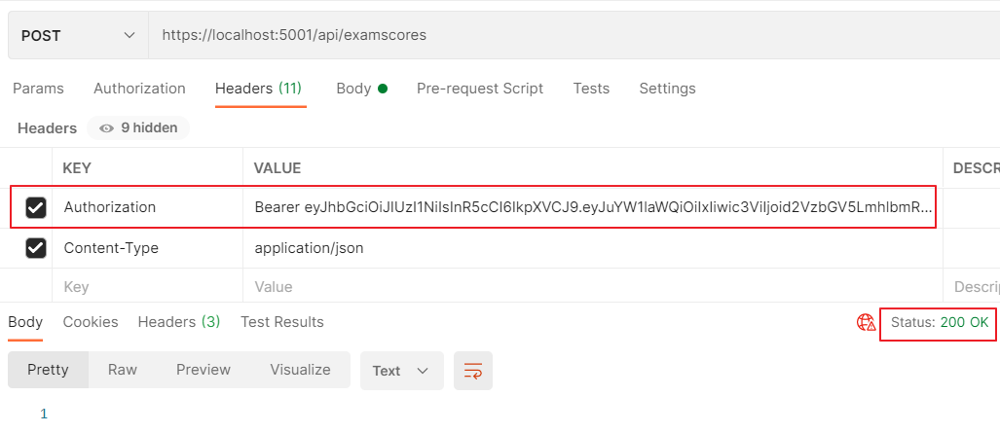 POST https://localhost:5001/api/examscores
Params Authorization Headers (11) Body Pre-request Script Tests Settings
Headers 9 hidden
KEY VALUE DESCR
Authorization Bearer eyJhbGciOiJIUzI1NiIsInR5cCI6IkpXVCJ9.eyJuYW1laWQiOiIxIiwic3ViIjoid2VzbGV5LmhlbmR...
Content-Type application/json
Key Value Descrip
Body Cookies Headers (3) Test Results Status: 200 OK
Pretty Raw Preview Visualize Text
1